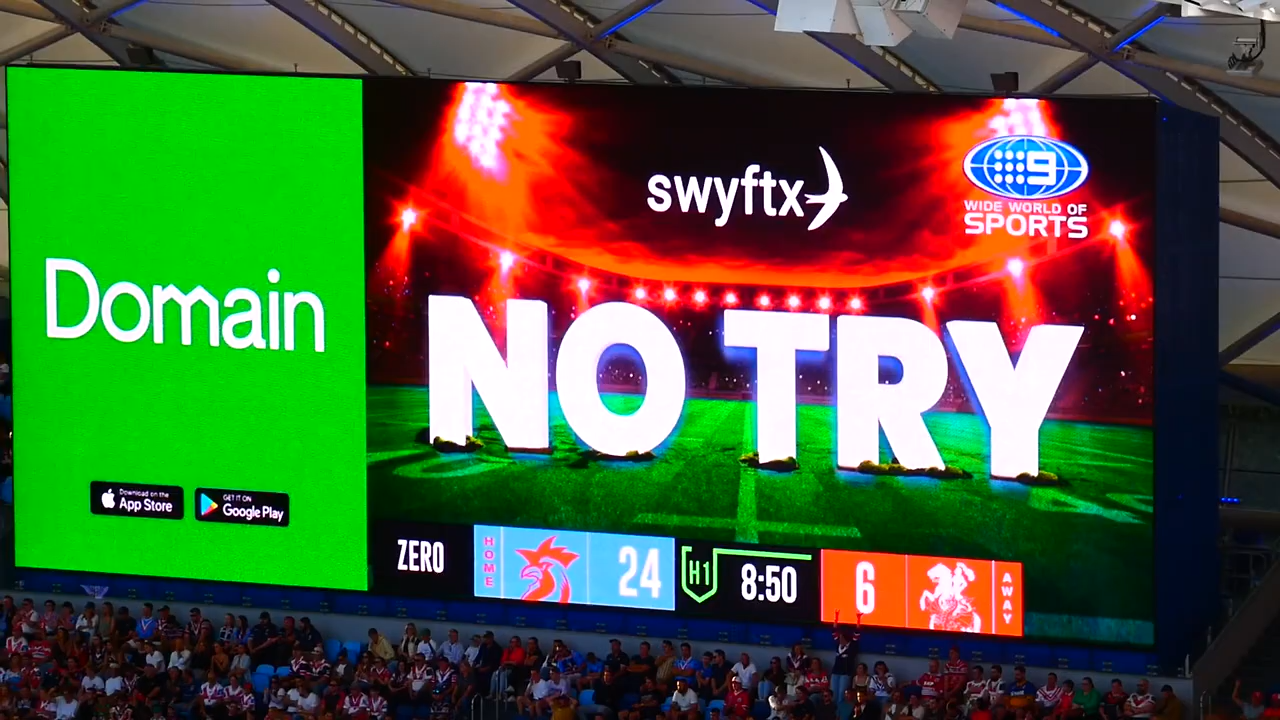 Domain
Download on the
App Store
GET IT ON
Google Play
swyftx
9
WIDE WORLD OF
SPORTS
NO TRY
ZERO
HOME
24
H1
8:50
6
AWAY